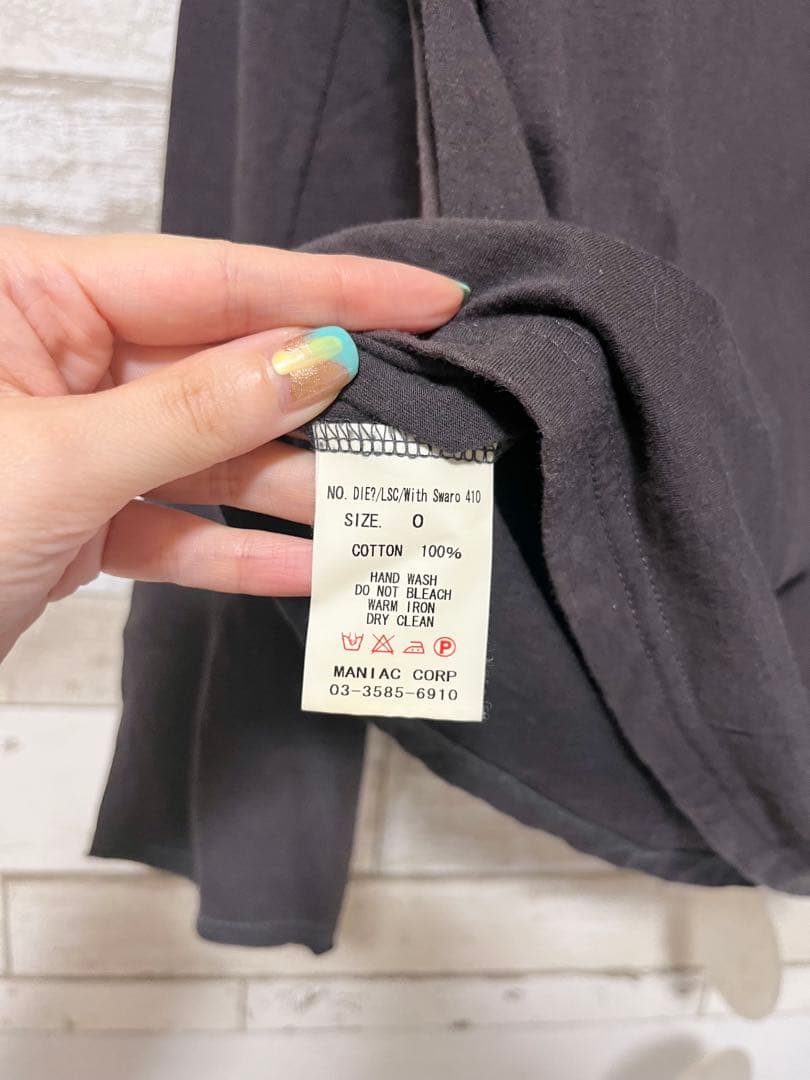 NO. DIE?/LSC/With Swaro 410
SIZE. 0
COTTON 100%
HAND WASH
DO NOT BLEACH
WARM IRON
DRY CLEAN
P
MANIAC CORP
03-3585-6910